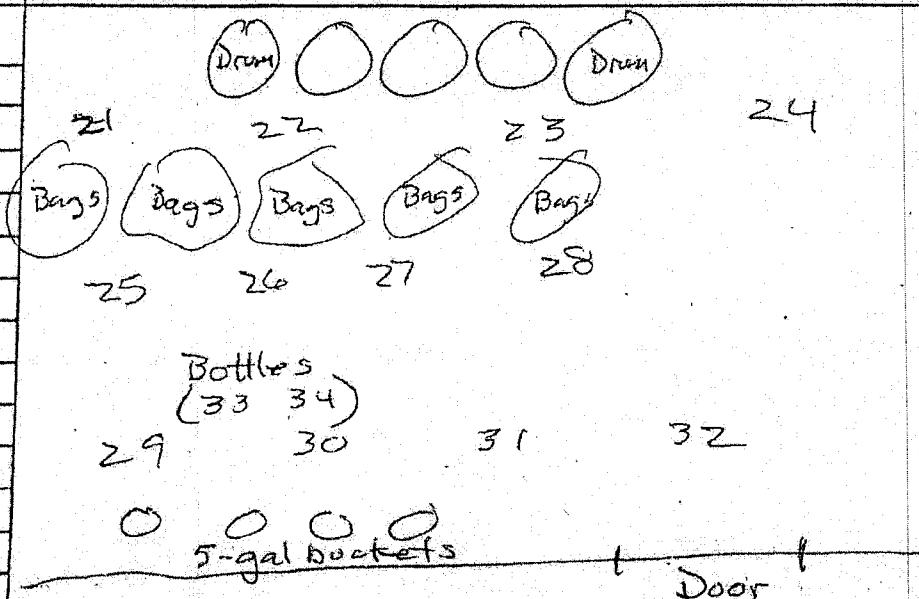 Drum Drum
21 22 23 24
Bags Bags Bags Bags Bags
25 26 27 28
Bottles
(33 34)
29 30 31 32
5-gal buckets
Door